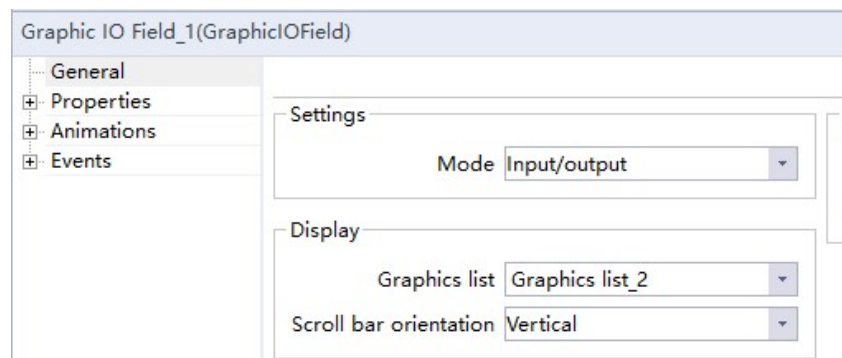 Graphic IO Field_1(GraphicIOField)
General
Properties
Animations
Events
Settings
Mode Input/output
Display
Graphics list Graphics list_2
Scroll bar orientation Vertical